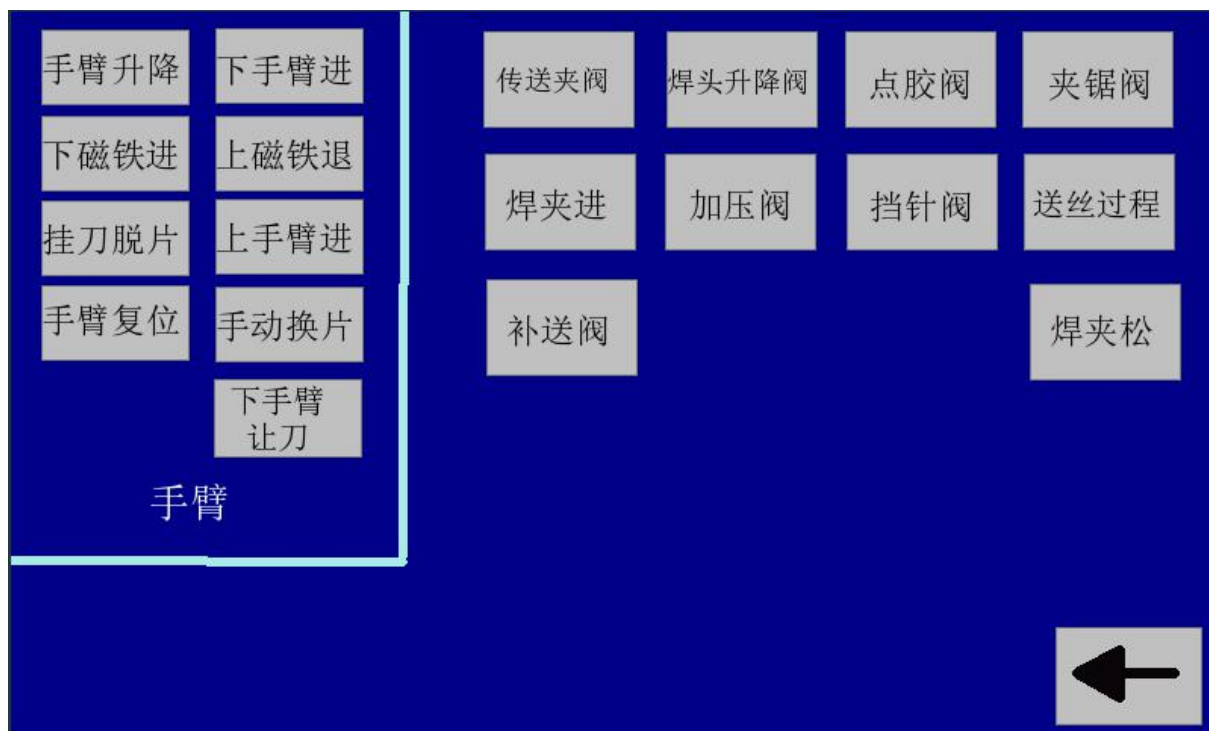 手臂升降
下手臂进
下磁铁进
上磁铁退
挂刀脱片
上手臂进
手臂复位
手动换片
下手臂
让刀
手臂
传送夹阀
焊头升降阀
点胶阀
夹锯阀
焊夹进
加压阀
挡针阀
送丝过程
补送阀
焊夹松